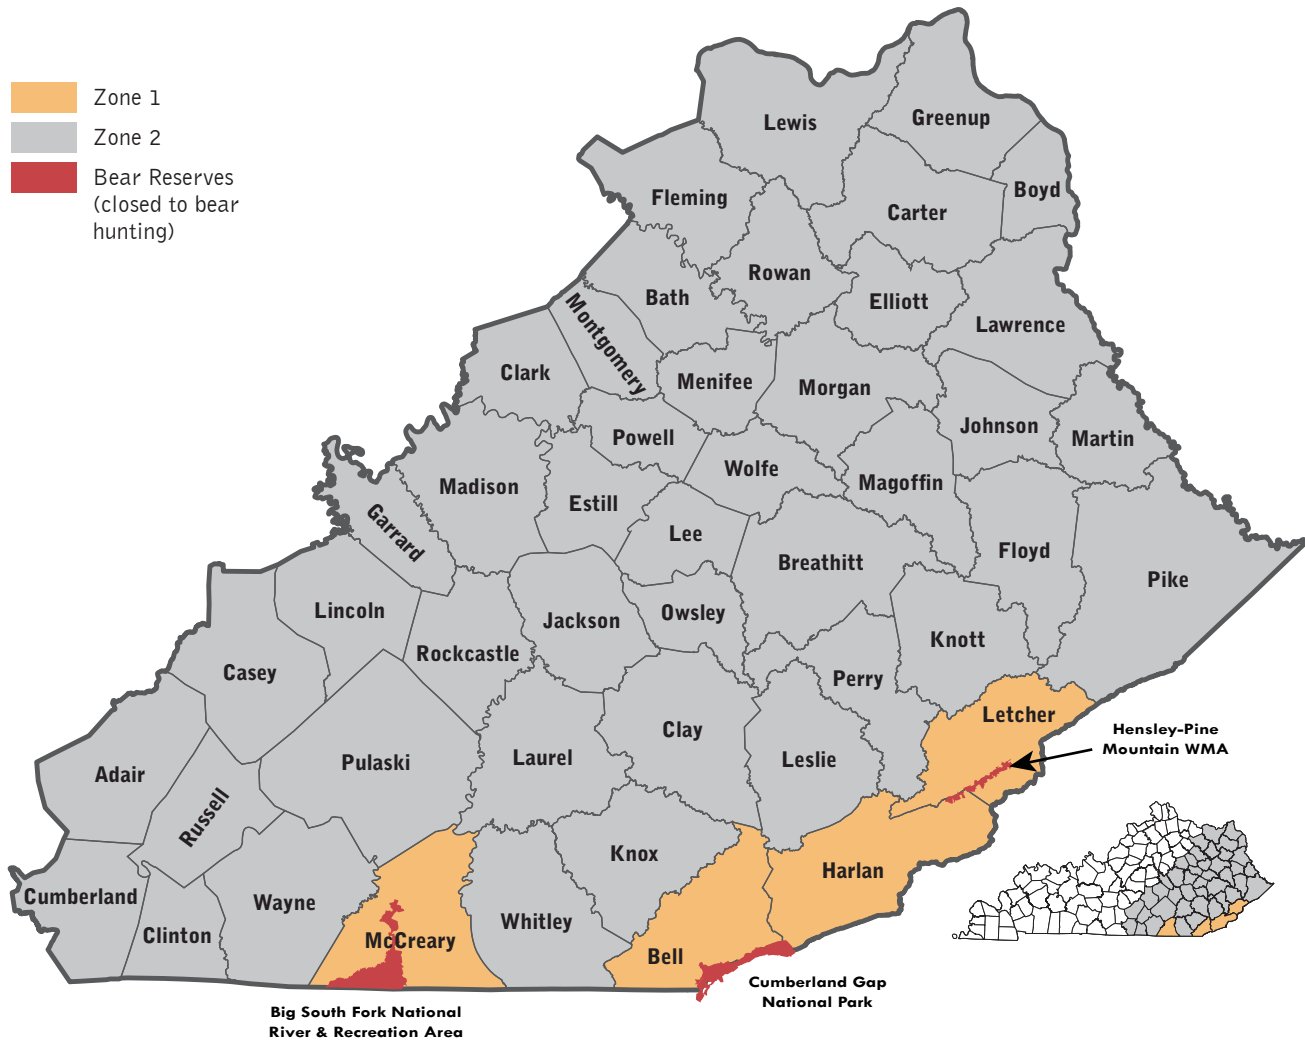 Zone 1
Zone 2
Bear Reserves
(closed to bear
hunting)
Lewis
Greenup
Boyd
Fleming
Carter
Rowan
Bath
Elliott
Montgomery
Lawrence
Clark
Menifee
Morgan
Powell
Johnson
Martin
Wolfe
Madison
Magoffin
Estill
Garrard
Lee
Floyd
Breathitt
Pike
Lincoln
Jackson
Owsley
Knott
Rockcastle
Casey
Perry
Letcher
Clay
Hensley-Pine
Mountain WMA
Laurel
Leslie
Pulaski
Adair
Russell
Knox
Harlan
Cumberland
Wayne
Whitley
Clinton
McCreary
Bell
Cumberland Gap
National Park
Big South Fork National
River & Recreation Area